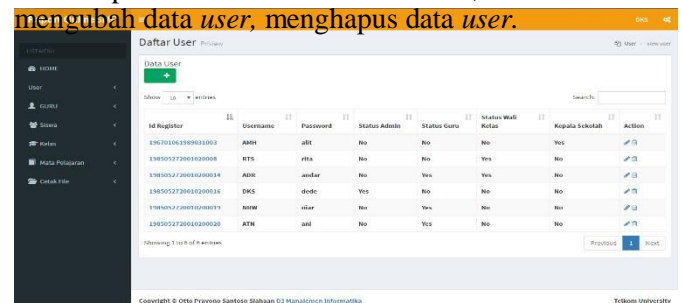 mengubah data user, menghapus data user.
DKS
Daftar User Preview
User view user
HOME
User
GURU
Siswa
Kelas
Mata Pelajaran
Cetak File
Data User
+
Show 10 entries
Search:
Id Register Username Password Status Admin Status Guru Status Wali Kelas Kepala Sekolah Action
196701061989031003 AMH alit No No No Yes
198505272001020008 RTS rita No No Yes No
198505272001020014 ADR andar No Yes Yes No
198505272001020016 DKS dede Yes No No No
198505272001020019 niar No Yes No No
198505272001020020 ATN ani No Yes No No
Showing 1 to 6 of 6 entries
Previous 1 Next
Copyright © Otto Prayono Santoso Siahaan D3 Manajemen Informatika
Telkom University